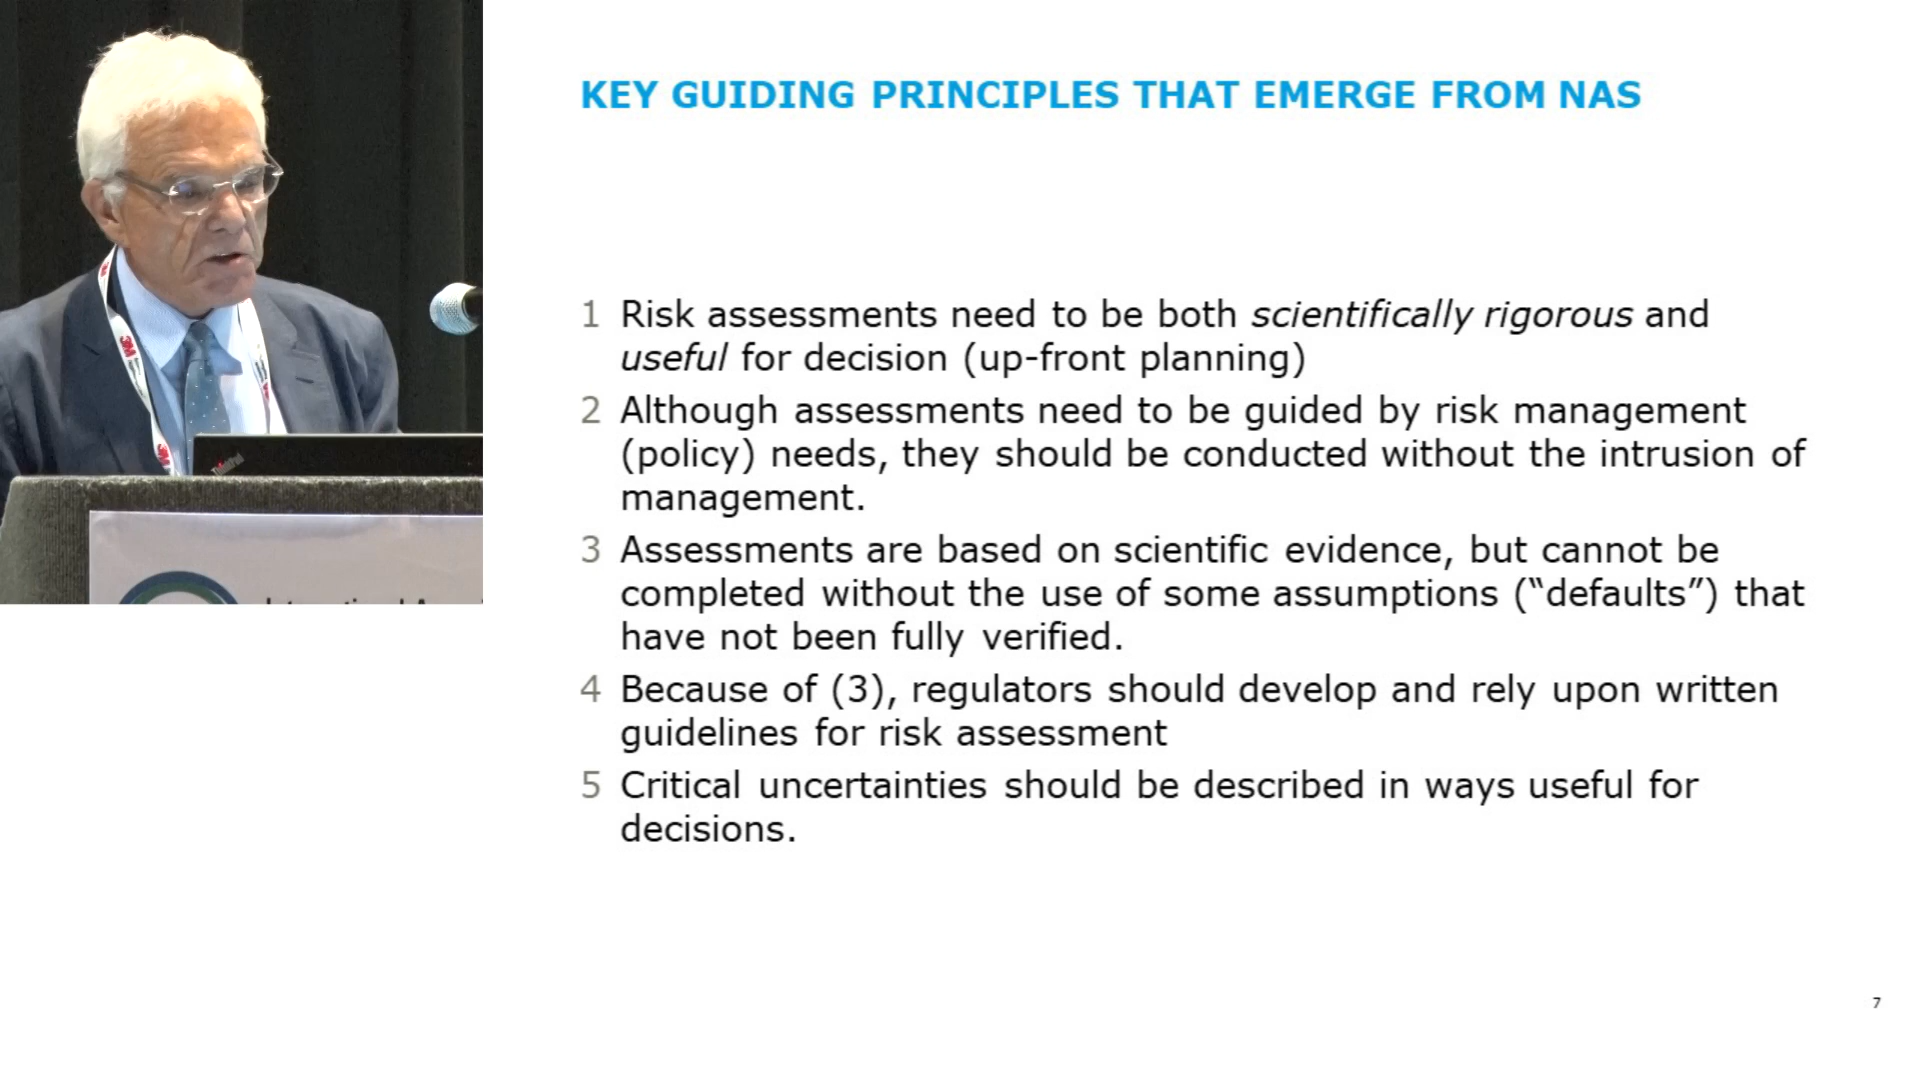 KEY GUIDING PRINCIPLES THAT EMERGE FROM NAS
1 Risk assessments need to be both scientifically rigorous and
useful for decision (up-front planning)
2 Although assessments need to be guided by risk management
(policy) needs, they should be conducted without the intrusion of
management.
3 Assessments are based on scientific evidence, but cannot be
completed without the use of some assumptions (“defaults”) that
have not been fully verified.
4 Because of (3), regulators should develop and rely upon written
guidelines for risk assessment
5 Critical uncertainties should be described in ways useful for
decisions.
7
3M
3M
ThinkPad